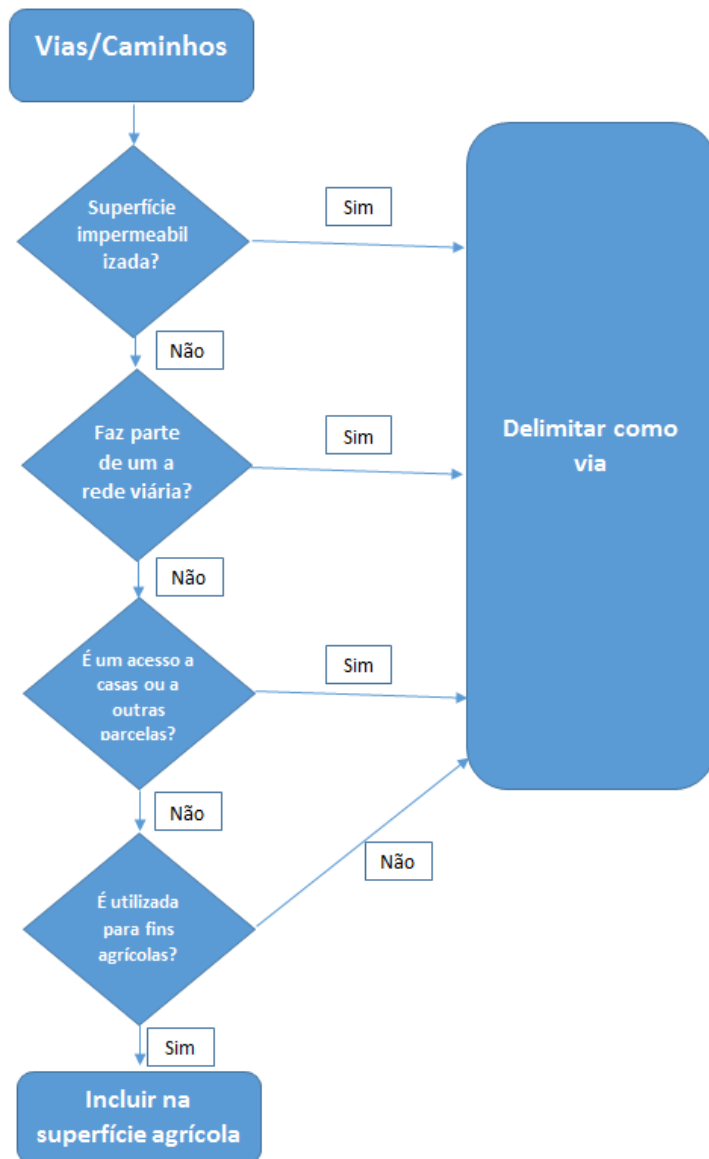 Vias/Caminhos
Superfície
impermeabil
izada?
Sim
Não
Faz parte
de um a
rede viária?
Sim
Delimitar como
via
Não
É um acesso a
casas ou a
outras
parcelas?
Sim
Não
É utilizada
para fins
agrícolas?
Não
Sim
Incluir na
superfície agrícola